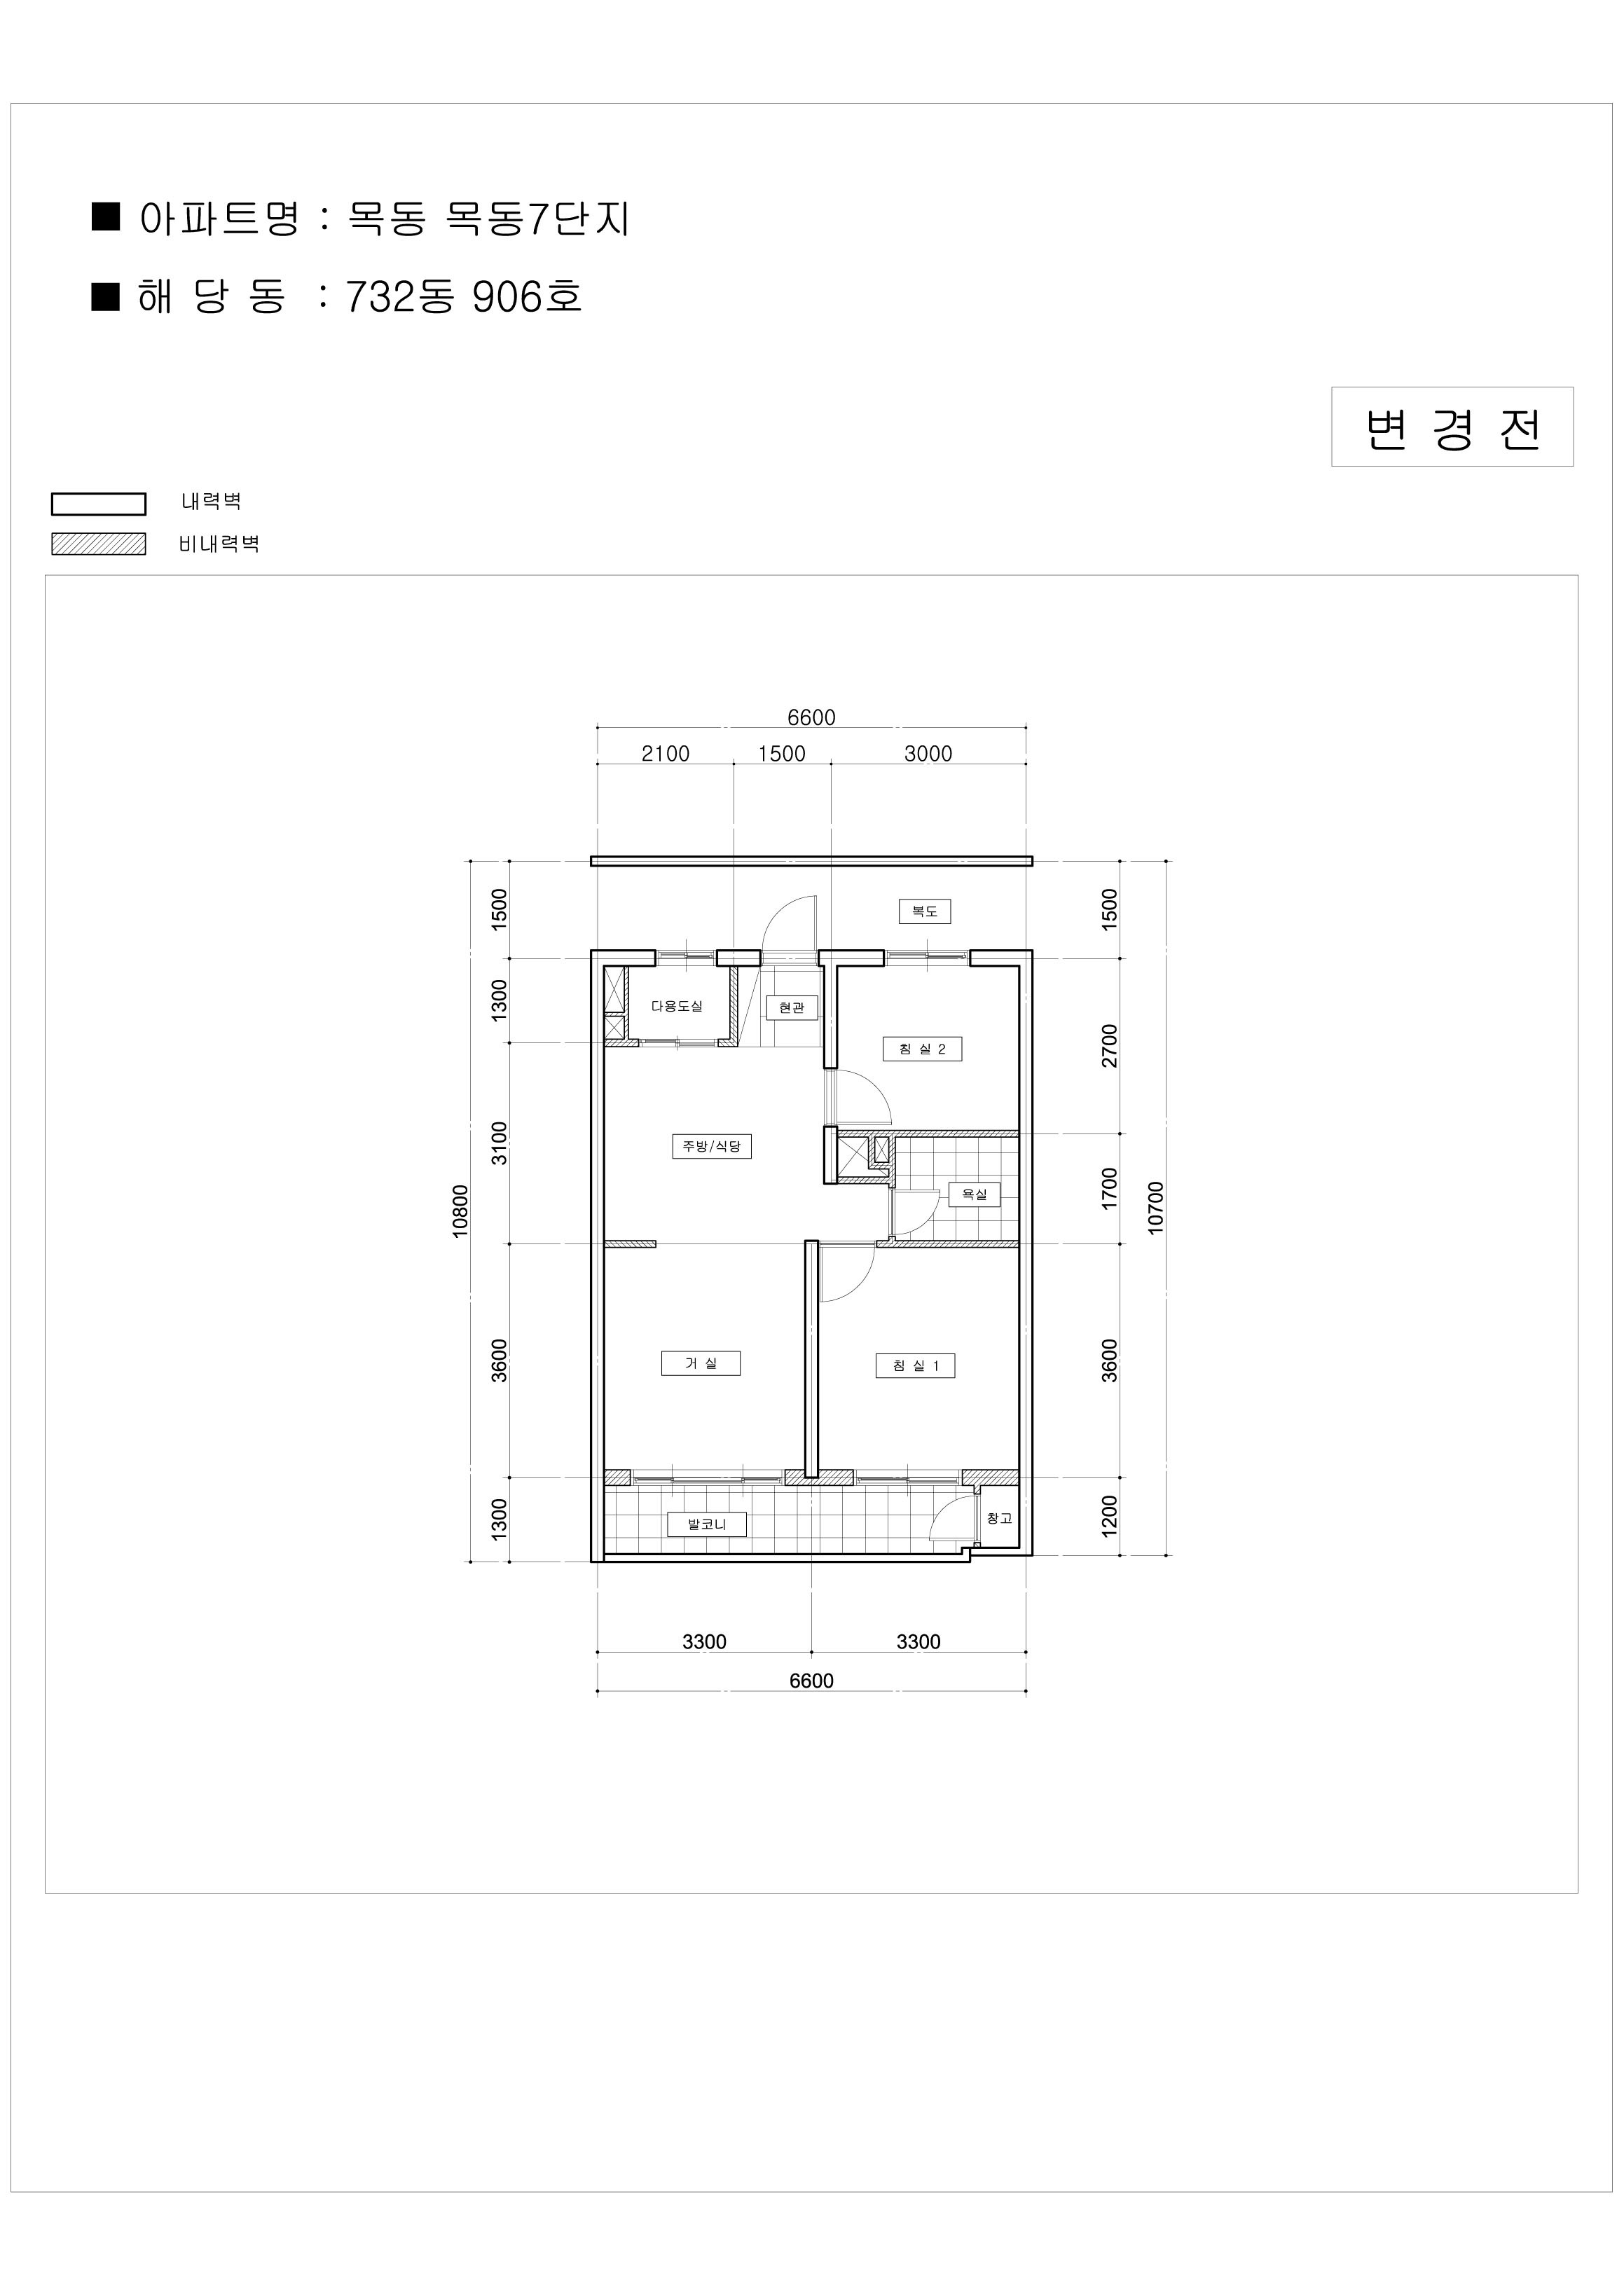 ■ 아파트명 : 목동 목동7단지
■ 해 당 동 : 732동 906호
변 경 전
내력벽
비내력벽
6600
2100 1500 3000
1500
복도
1500
1300
다용도실
현관
침 실 2
2700
3100
주방/식당
욕실
1700
10800
10700
3600
거 실
침 실 1
3600
1300
발코니
창고
1200
3300 3300
6600